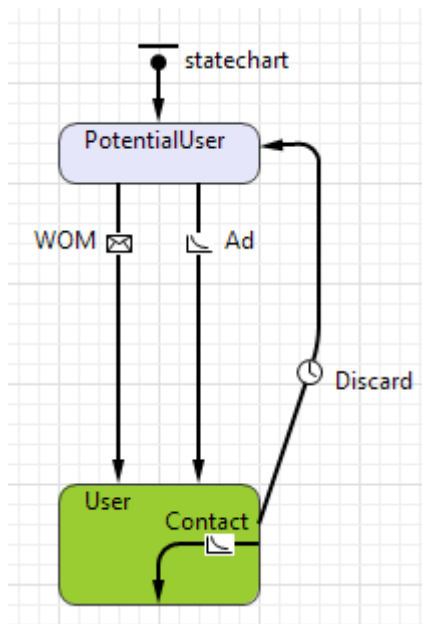 statechart
PotentialUser
WOM
Ad
Discard
User
Contact